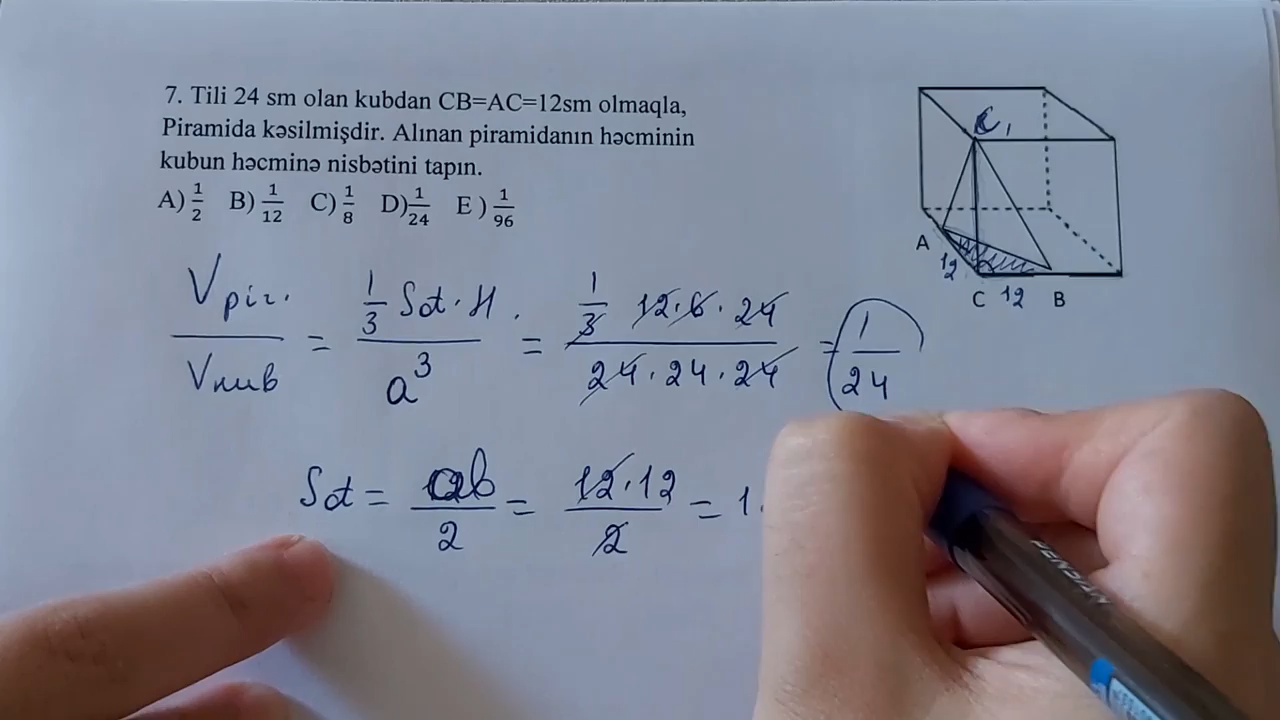 7. Tili 24 sm olan kubdan CB=AC=12sm olmaqla,
Piramida kəsilmişdir. Alınan piramidanın həcminin
kubun həcminə nisbətini tapın.
A) 1/2 B) 1/12 C) 1/8 D) 1/24 E ) 1/96
C₁
A
12
C 12 B
Vpir. / Vkub = 1/3 Sot · H / a³ = 1/3 12 · 6 · 24 / 24 · 24 · 24 = 1/24
Sot = ab/2 = 12 · 12 / 2 = 1